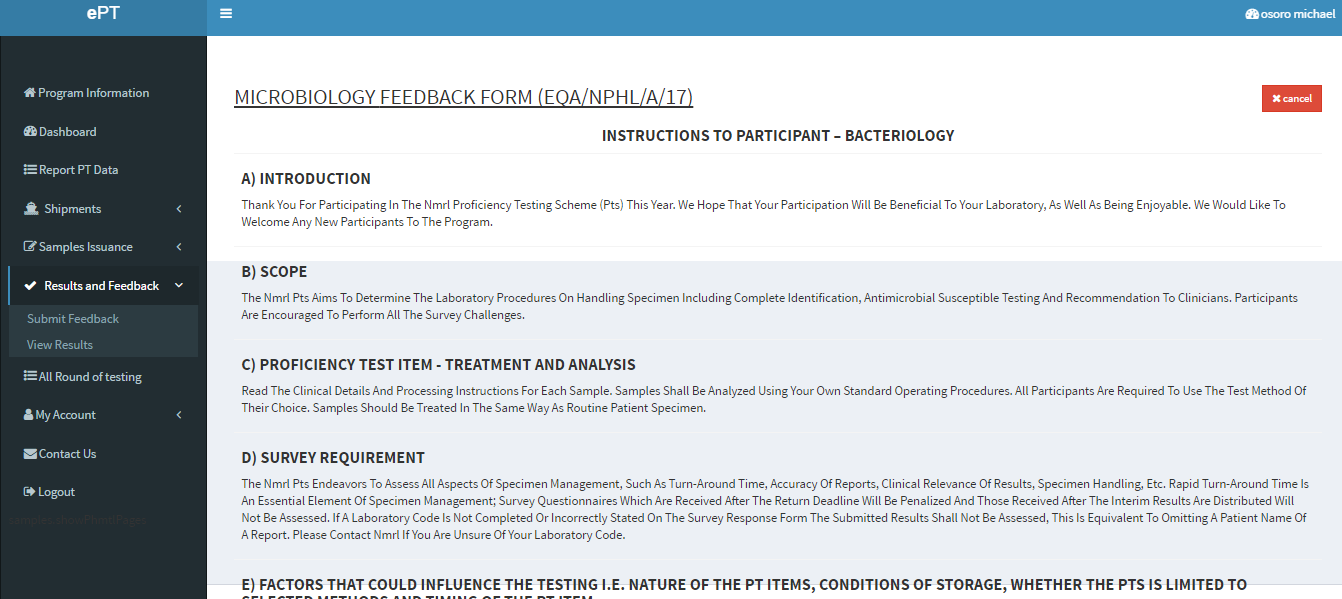 ePT
osoro michael
Program Information
Dashboard
Report PT Data
Shipments
Samples Issuance
Results and Feedback
Submit Feedback
View Results
All Round of testing
My Account
Contact Us
Logout
MICROBIOLOGY FEEDBACK FORM (EQA/NPHL/A/17)
cancel
INSTRUCTIONS TO PARTICIPANT – BACTERIOLOGY
A) INTRODUCTION
Thank You For Participating In The Nmrl Proficiency Testing Scheme (Pts) This Year. We Hope That Your Participation Will Be Beneficial To Your Laboratory, As Well As Being Enjoyable. We Would Like To
Welcome Any New Participants To The Program.
B) SCOPE
The Nmrl Pts Aims To Determine The Laboratory Procedures On Handling Specimen Including Complete Identification, Antimicrobial Susceptible Testing And Recommendation To Clinicians. Participants
Are Encouraged To Perform All The Survey Challenges.
C) PROFICIENCY TEST ITEM - TREATMENT AND ANALYSIS
Read The Clinical Details And Processing Instructions For Each Sample. Samples Shall Be Analyzed Using Your Own Standard Operating Procedures. All Participants Are Required To Use The Test Method Of
Their Choice. Samples Should Be Treated In The Same Way As Routine Patient Specimen.
D) SURVEY REQUIREMENT
The Nmrl Pts Endeavors To Assess All Aspects Of Specimen Management, Such As Turn-Around Time, Accuracy Of Reports, Clinical Relevance Of Results, Specimen Handling, Etc. Rapid Turn-Around Time Is
An Essential Element Of Specimen Management; Survey Questionnaires Which Are Received After The Return Deadline Will Be Penalized And Those Received After The Interim Results Are Distributed Will
Not Be Assessed. If A Laboratory Code Is Not Completed Or Incorrectly Stated On The Survey Response Form The Submitted Results Shall Not Be Assessed, This Is Equivalent To Omitting A Patient Name Of
A Report. Please Contact Nmrl If You Are Unsure Of Your Laboratory Code.
E) FACTORS THAT COULD INFLUENCE THE TESTING I.E. NATURE OF THE PT ITEMS, CONDITIONS OF STORAGE, WHETHER THE PTS IS LIMITED TO
SELECTED METHODS AND TIMING OF THE PT ITEM